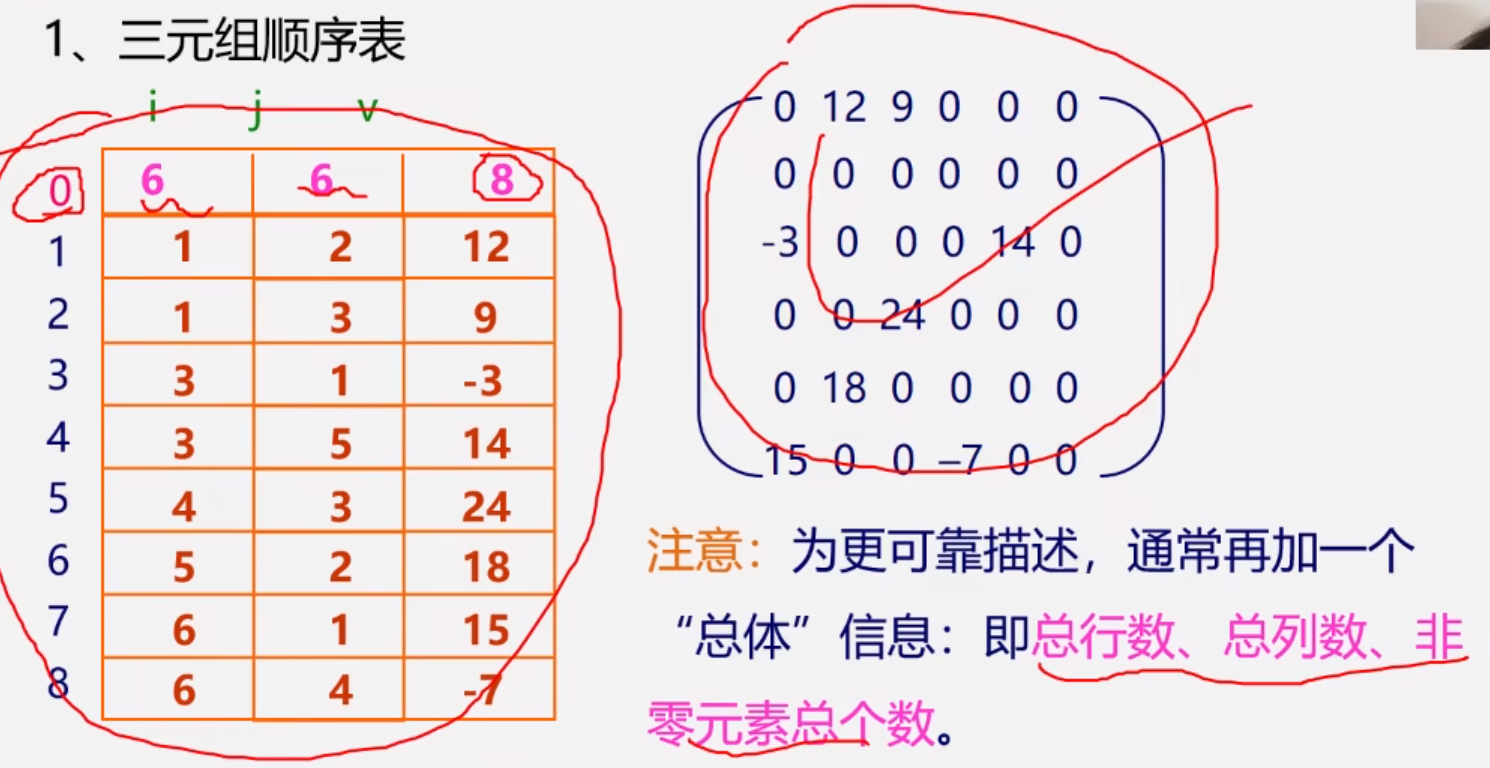 1、三元组顺序表
i j v
0 6 6 8
1 1 2 12
2 1 3 9
3 3 1 -3
4 3 5 14
5 4 3 24
6 5 2 18
7 6 1 15
8 6 4 -7
0 12 9 0 0 0
0 0 0 0 0 0
-3 0 0 0 14 0
0 0 24 0 0 0
0 18 0 0 0 0
15 0 0 –7 0 0
注意：为更可靠描述，通常再加一个
“总体”信息：即总行数、总列数、非
零元素总个数。